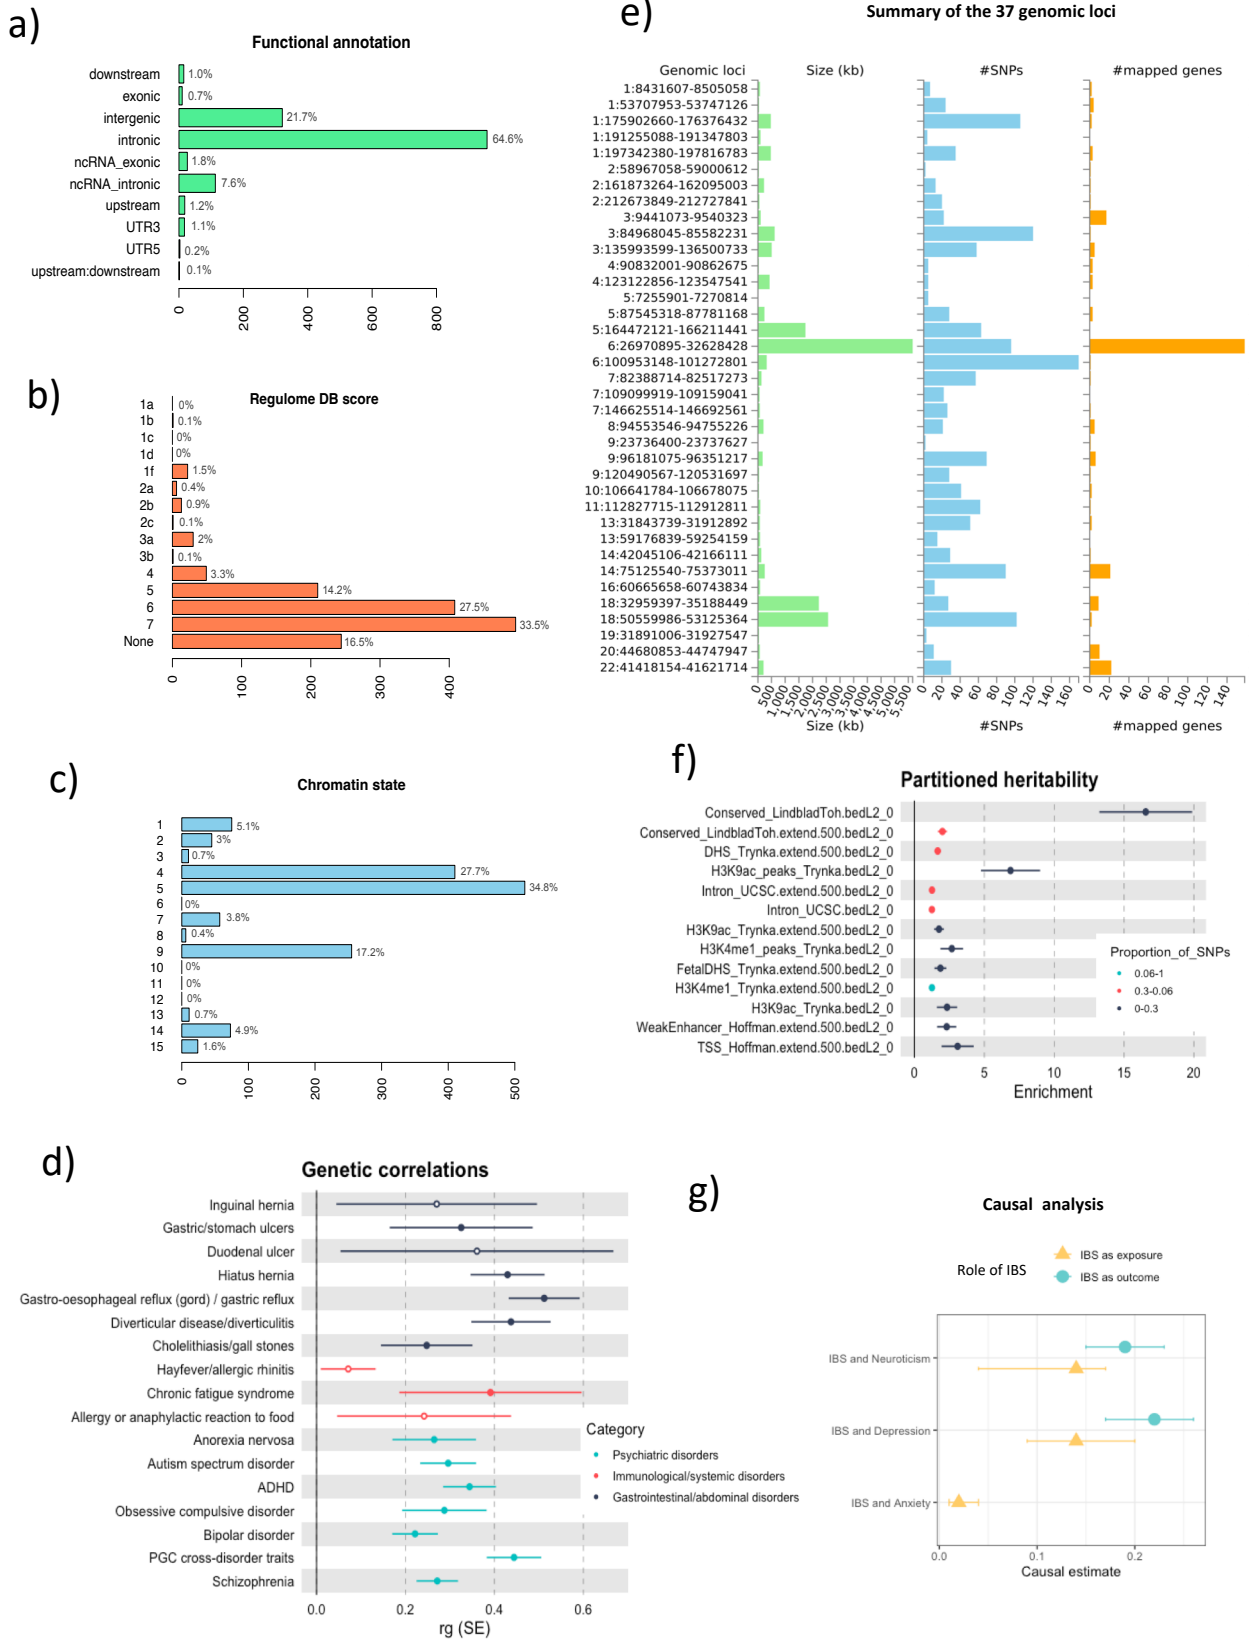 a)
Functional annotation
downstream 1.0%
exonic 0.7%
intergenic 21.7%
intronic 64.6%
ncRNA_exonic 1.8%
ncRNA_intronic 7.6%
upstream 1.2%
UTR3 1.1%
UTR5 0.2%
upstream:downstream 0.1%
0 200 400 600 800
b)
Regulome DB score
1a 0%
1b 0.1%
1c 0%
1d 0%
1f 1.5%
2a 0.4%
2b 0.9%
2c 0.1%
3a 2%
3b 0.1%
4 3.3%
5 14.2%
6 27.5%
7 33.5%
None 16.5%
0 100 200 300 400
c)
Chromatin state
1 5.1%
2 3%
3 0.7%
4 27.7%
5 34.8%
6 0%
7 3.8%
8 0.4%
9 17.2%
10 0%
11 0%
12 0%
13 0.7%
14 4.9%
15 1.6%
0 100 200 300 400 500
d)
Genetic correlations
Inguinal hernia
Gastric/stomach ulcers
Duodenal ulcer
Hiatus hernia
Gastro-oesophageal reflux (gord) / gastric reflux
Diverticular disease/diverticulitis
Cholelithiasis/gall stones
Hayfever/allergic rhinitis
Chronic fatigue syndrome
Allergy or anaphylactic reaction to food
Anorexia nervosa
Autism spectrum disorder
ADHD
Obsessive compulsive disorder
Bipolar disorder
PGC cross-disorder traits
Schizophrenia
Category
Psychiatric disorders
Immunological/systemic disorders
Gastrointestinal/abdominal disorders
0.0 0.2 0.4 0.6
rg (SE)
e)
Summary of the 37 genomic loci
Genomic loci Size (kb) #SNPs #mapped genes
1:8431607-8505058
1:53707953-53747126
1:175902660-176376432
1:191255088-191347803
1:197342380-197816783
2:58967058-59000612
2:161873264-162095003
2:212673849-212727841
3:9441073-9540323
3:84968045-85582231
3:135993599-136500733
4:90832001-90862675
4:123122856-123547541
5:7255901-7270814
5:87545318-87781168
5:164472121-166211441
6:26970895-32628428
6:100953148-101272801
7:82388714-82517273
7:109099919-109159041
7:146625514-146692561
8:94553546-94755226
9:23736400-23737627
9:96181075-96351217
9:120490567-120531697
10:106641784-106678075
11:112827715-112912811
13:31843739-31912892
13:59176839-59254159
14:42045106-42166111
14:75125540-75373011
16:60665658-60743834
18:32959397-35188449
18:50559986-53125364
19:31891006-31927547
20:44680853-44747947
22:41418154-41621714
0 500 1,000 1,500 2,000 2,500 3,000 3,500 4,000 4,500 5,000 5,500
0 20 40 60 80 100 120 140 160
0 20 40 60 80 100 120 140
Size (kb) #SNPs #mapped genes
f)
Partitioned heritability
Conserved_LindbladToh.bedL2_0
Conserved_LindbladToh.extend.500.bedL2_0
DHS_Trynka.extend.500.bedL2_0
H3K9ac_peaks_Trynka.bedL2_0
Intron_UCSC.extend.500.bedL2_0
Intron_UCSC.bedL2_0
H3K9ac_Trynka.extend.500.bedL2_0
H3K4me1_peaks_Trynka.bedL2_0
FetalDHS_Trynka.extend.500.bedL2_0
H3K4me1_Trynka.extend.500.bedL2_0
H3K9ac_Trynka.bedL2_0
WeakEnhancer_Hoffman.extend.500.bedL2_0
TSS_Hoffman.extend.500.bedL2_0
Proportion_of_SNPs
0.06-1
0.3-0.06
0-0.3
0 5 10 15 20
Enrichment
g)
Causal analysis
Role of IBS
IBS as exposure
IBS as outcome
IBS and Neuroticism
IBS and Depression
IBS and Anxiety
0.0 0.1 0.2
Causal estimate